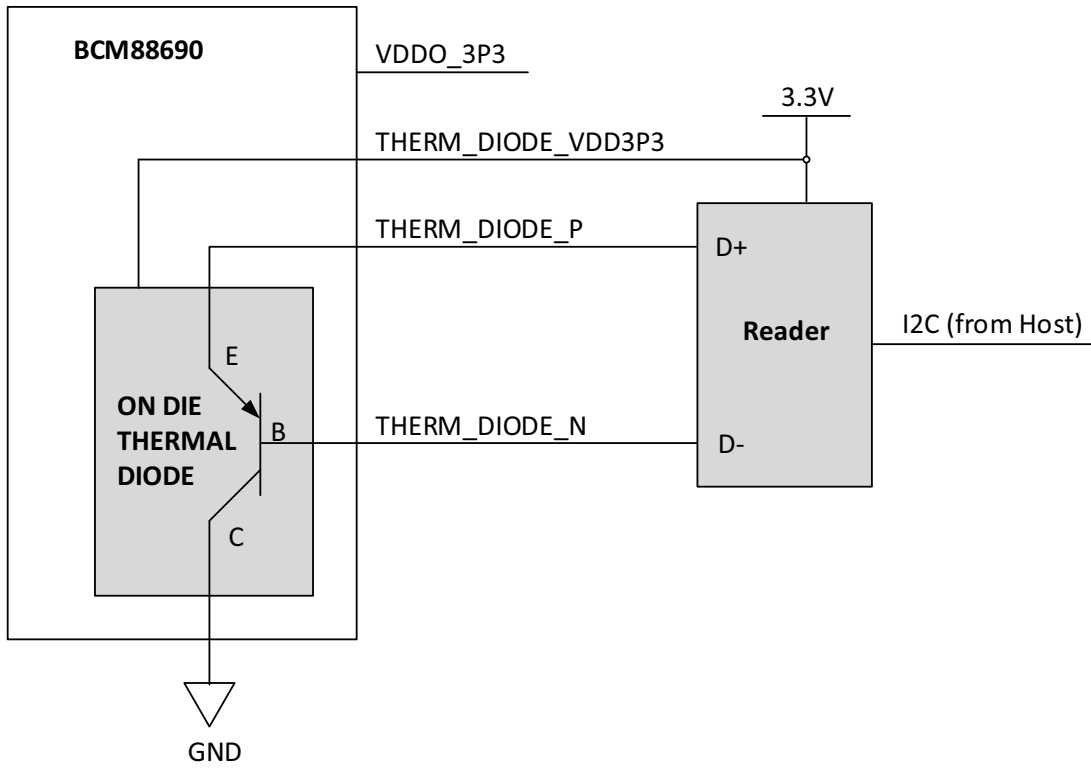 BCM88690
VDDO_3P3
3.3V
THERM_DIODE_VDD3P3
THERM_DIODE_P
D+
Reader
I2C (from Host)
E
ON DIE
THERMAL
DIODE
B
THERM_DIODE_N
D-
C
GND